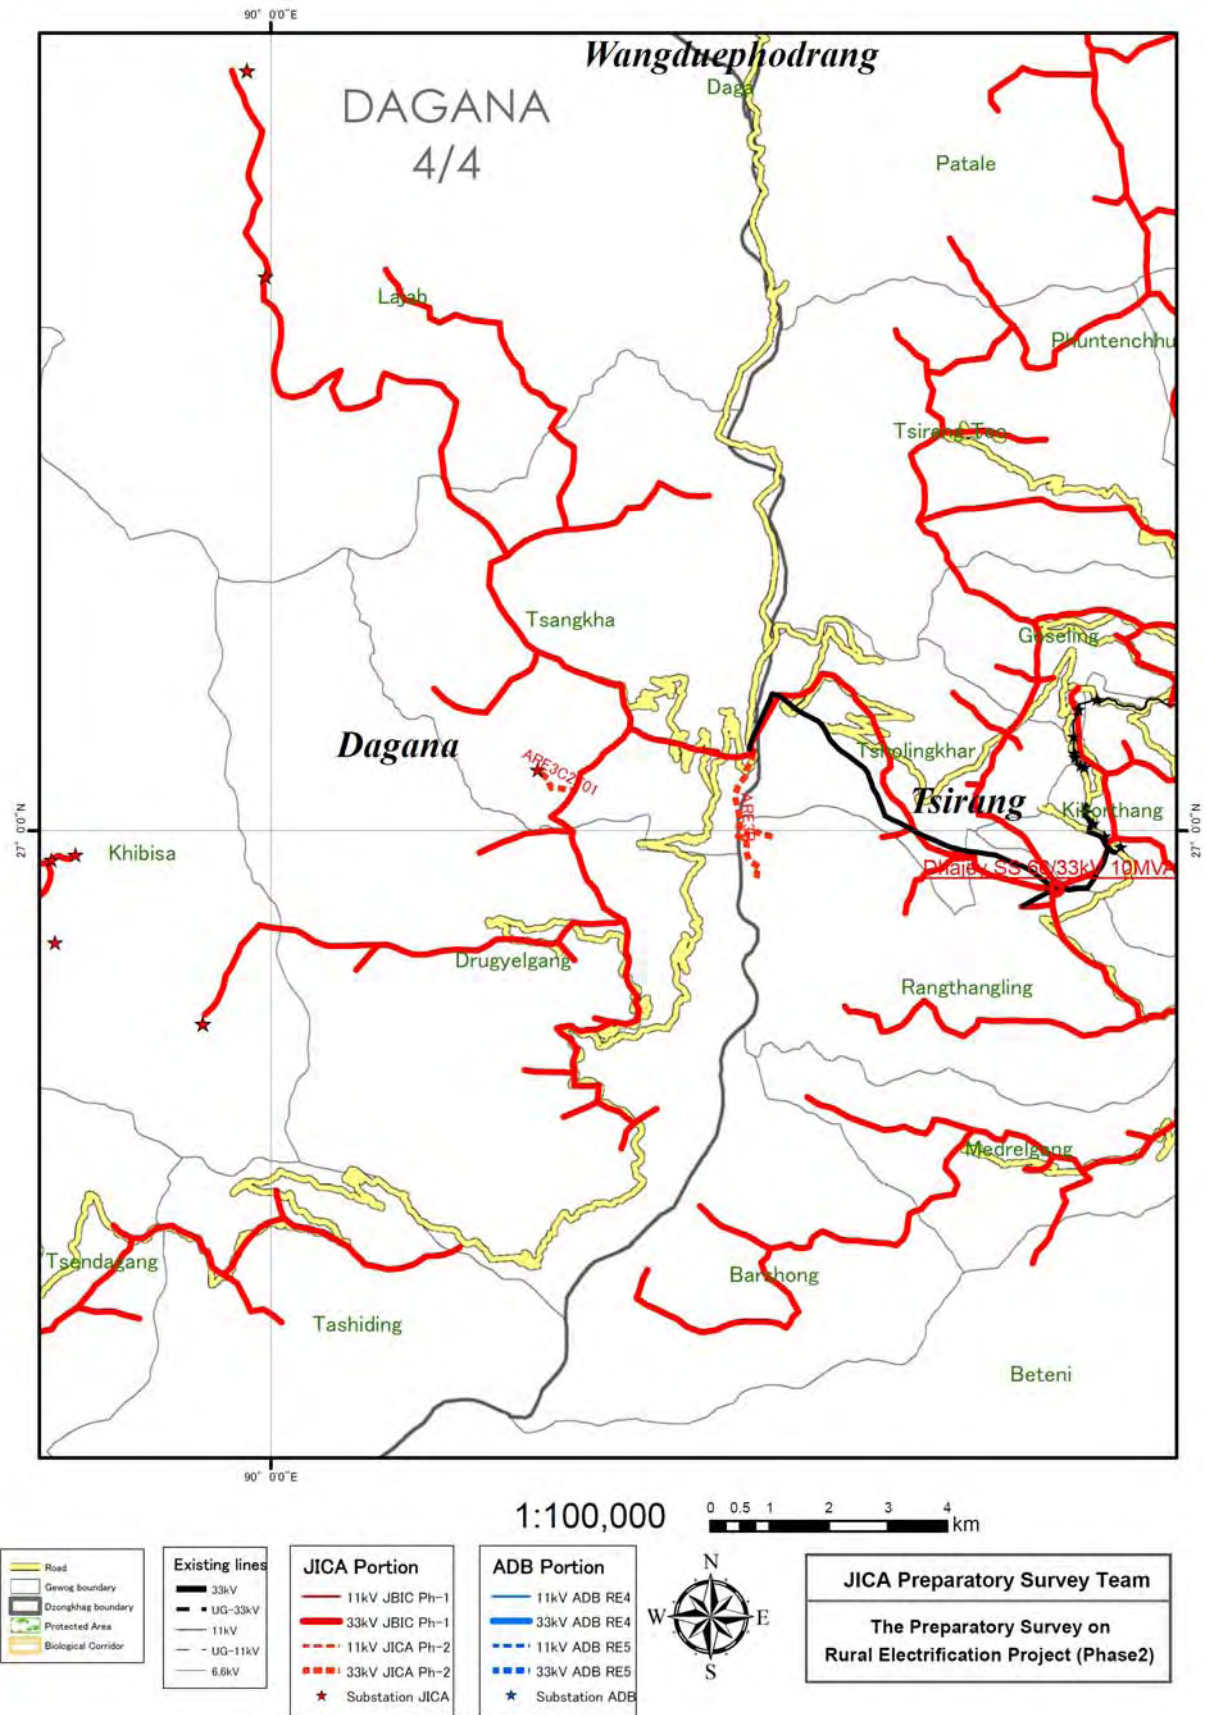 90° 0'0"E
Wangduephodrang
Daga
DAGANA
4/4
Patale
Lajab
Phuntenchhu
Tsirang Toe
Tsangkha
Goseling
Dagana
Tsholingkhar
ARE3C2T01
Tsirang
Kikorthang
27° 0'0"N
27° 0'0"N
Khibisa
Dhajey SS 66/33kV 10MVA
Drugyelgang
Rangthangling
Medrelgang
Tsendagang
Barshong
Tashiding
Beteni
90° 0'0"E
1:100,000
0 0.5 1 2 3 4
km
Road
Gewog boundary
Dzongkhag boundary
Protected Area
Biological Corridor
Existing lines
33kV
UG-33kV
11kV
UG-11kV
6.6kV
JICA Portion
11kV JBIC Ph-1
33kV JBIC Ph-1
11kV JICA Ph-2
33kV JICA Ph-2
Substation JICA
ADB Portion
11kV ADB RE4
33kV ADB RE4
11kV ADB RE5
33kV ADB RE5
Substation ADB
N
W E
S
JICA Preparatory Survey Team
The Preparatory Survey on
Rural Electrification Project (Phase2)